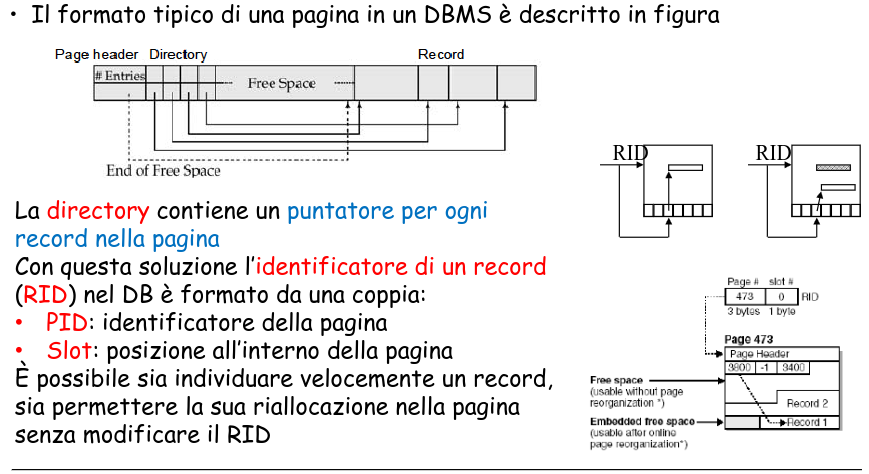 • Il formato tipico di una pagina in un DBMS è descritto in figura
Page header Directory Record
# Entries
Free Space
End of Free Space
RID
RID
La directory contiene un puntatore per ogni
record nella pagina
Con questa soluzione l'identificatore di un record
(RID) nel DB è formato da una coppia:
• PID: identificatore della pagina
• Slot: posizione all'interno della pagina
È possibile sia individuare velocemente un record,
sia permettere la sua riallocazione nella pagina
senza modificare il RID
Page # slot #
473 0 RID
3 bytes 1 byte
Page 473
Page Header
3800 -1 3400
Free space
(usable without page
reorganization *)
Record 2
Embedded free space
(usable after online
page reorganization*)
Record 1